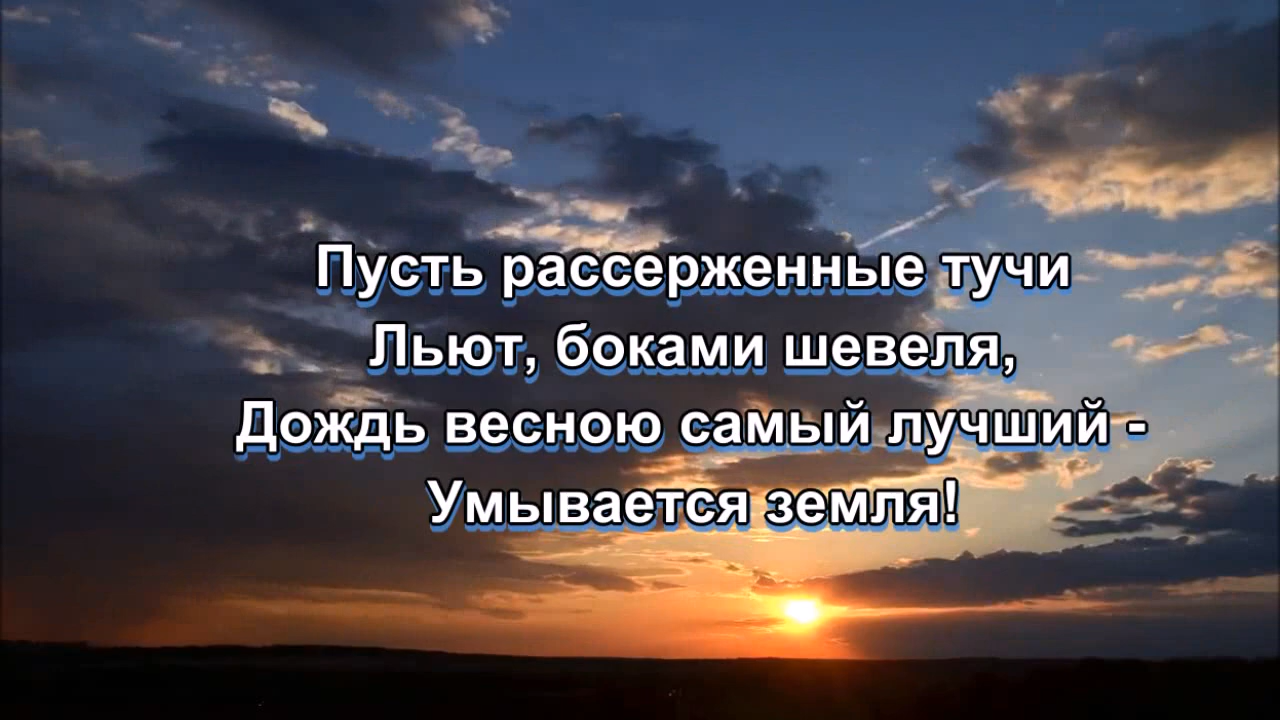 Пусть рассерженные тучи
Льют, боками шевеля,
Дождь весною самый лучший -
Умывается земля!